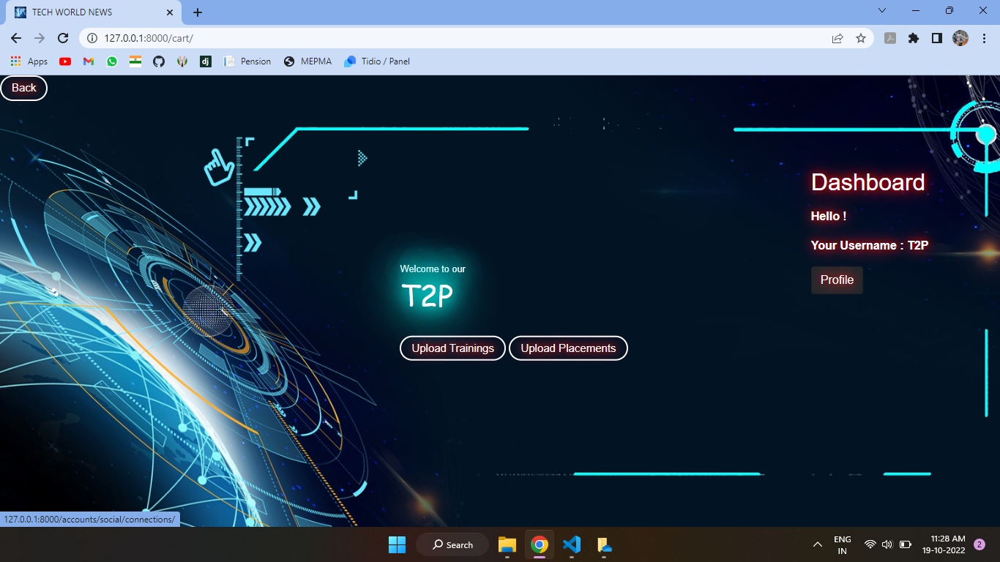 TECH WORLD NEWS
127.0.0.1:8000/cart/
Apps
dj
Pension
MEPMA
Tidio / Panel
Back
Dashboard
Hello !
Your Username : T2P
Profile
Welcome to our
T2P
Upload Trainings
Upload Placements
127.0.0.1:8000/accounts/social/connections/
Search
ENG
IN
11:28 AM
19-10-2022
2